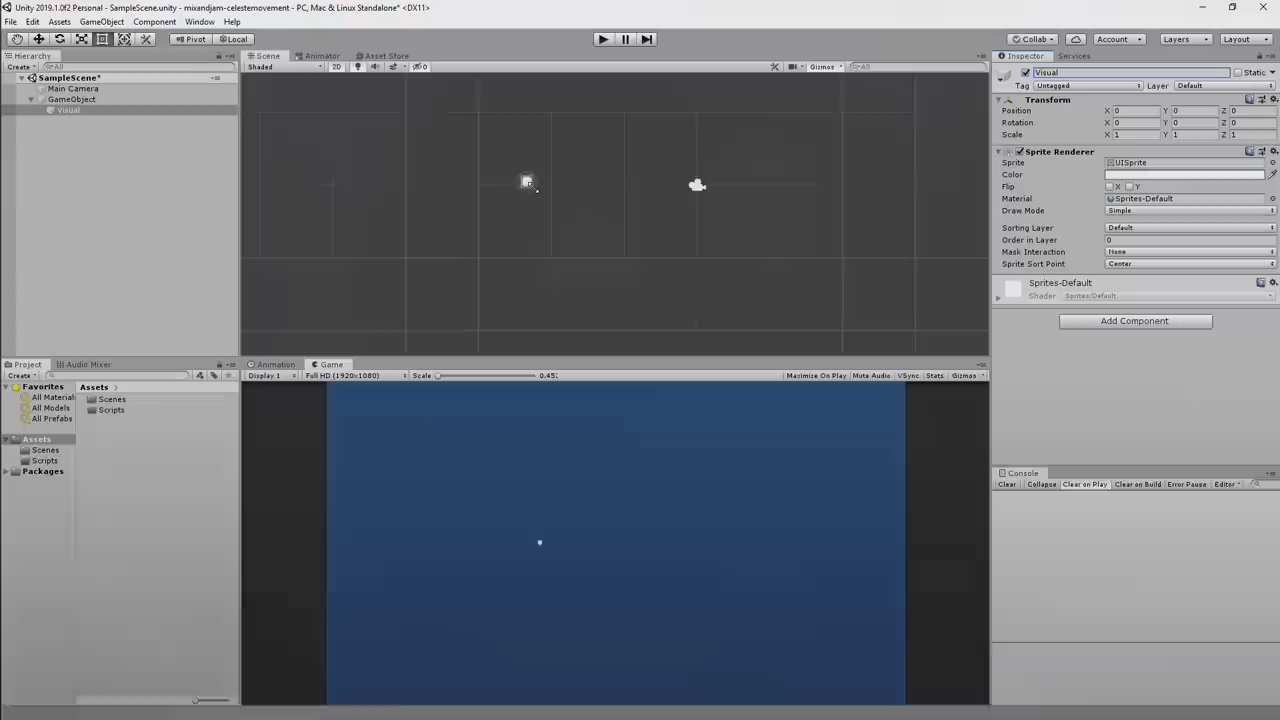 Unity 2019.1.0f2 Personal - SampleScene.unity - mixandjam-celestemovement - PC, Mac & Linux Standalone* <DX11>
File Edit Assets GameObject Component Window Help
Pivot Local Collab Account Layers Layout
Hierarchy
Create All
SampleScene*
Main Camera
GameObject
Visual
Scene Animator Asset Store
Shaded 2D 0 Gizmos All
Inspector Services
Visual Static
Tag Untagged Layer Default
Transform
Position X 0 Y 0 Z 0
Rotation X 0 Y 0 Z 0
Scale X 1 Y 1 Z 1
Sprite Renderer
Sprite UISprite
Color
Flip X Y
Material Sprites-Default
Draw Mode Simple
Sorting Layer Default
Order in Layer 0
Mask Interaction None
Sprite Sort Point Center
Sprites-Default
Shader Sprites/Default
Add Component
Project Audio Mixer
Create
Favorites
All Material
All Models
All Prefabs
Assets
Scenes
Scripts
Packages
Assets
Scenes
Scripts
Animation Game
Display 1 Full HD (1920x1080) Scale 0.45 Maximize On Play Mute Audio VSync Stats Gizmos
Console
Clear Collapse Clear on Play Clear on Build Error Pause Editor